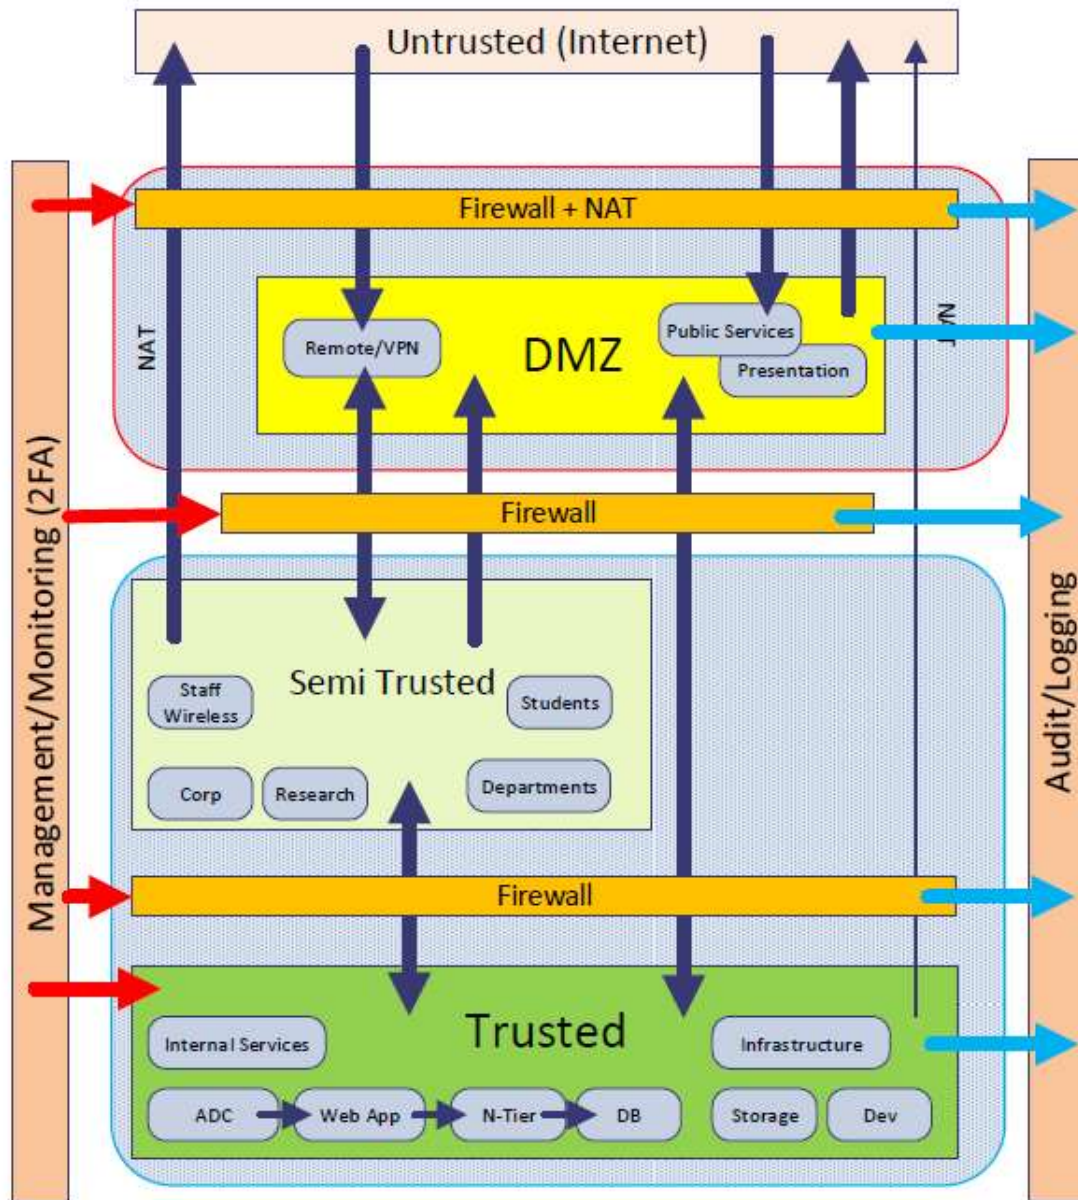 Untrusted (Internet)
Firewall + NAT
NAT
NAT
Remote/VPN
DMZ
Public Services
Presentation
Management/Monitoring (2FA)
Firewall
Audit/Logging
Semi Trusted
Staff
Wireless
Students
Corp
Research
Departments
Firewall
Trusted
Internal Services
Infrastructure
ADC
Web App
N-Tier
DB
Storage
Dev